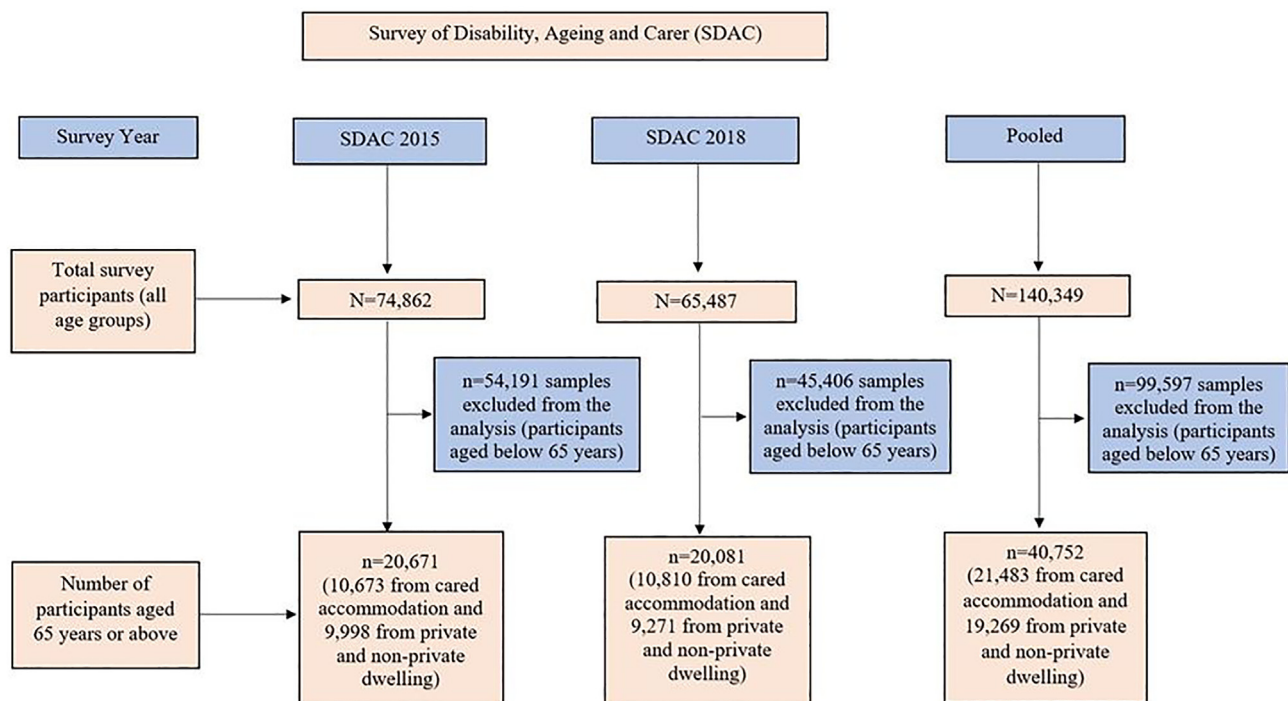 Survey of Disability, Ageing and Carer (SDAC)
Survey Year
SDAC 2015
SDAC 2018
Pooled
Total survey
participants (all
age groups)
N=74,862
N=65,487
N=140,349
n=54,191 samples
excluded from the
analysis (participants
aged below 65 years)
n=45,406 samples
excluded from the
analysis (participants
aged below 65 years)
n=99,597 samples
excluded from the
analysis (participants
aged below 65 years)
Number of
participants aged
65 years or above
n=20,671
(10,673 from cared
accommodation and
9,998 from private
and non-private
dwelling)
n=20,081
(10,810 from cared
accommodation and
9,271 from private
and non-private
dwelling)
n=40,752
(21,483 from cared
accommodation and
19,269 from private
and non-private
dwelling)